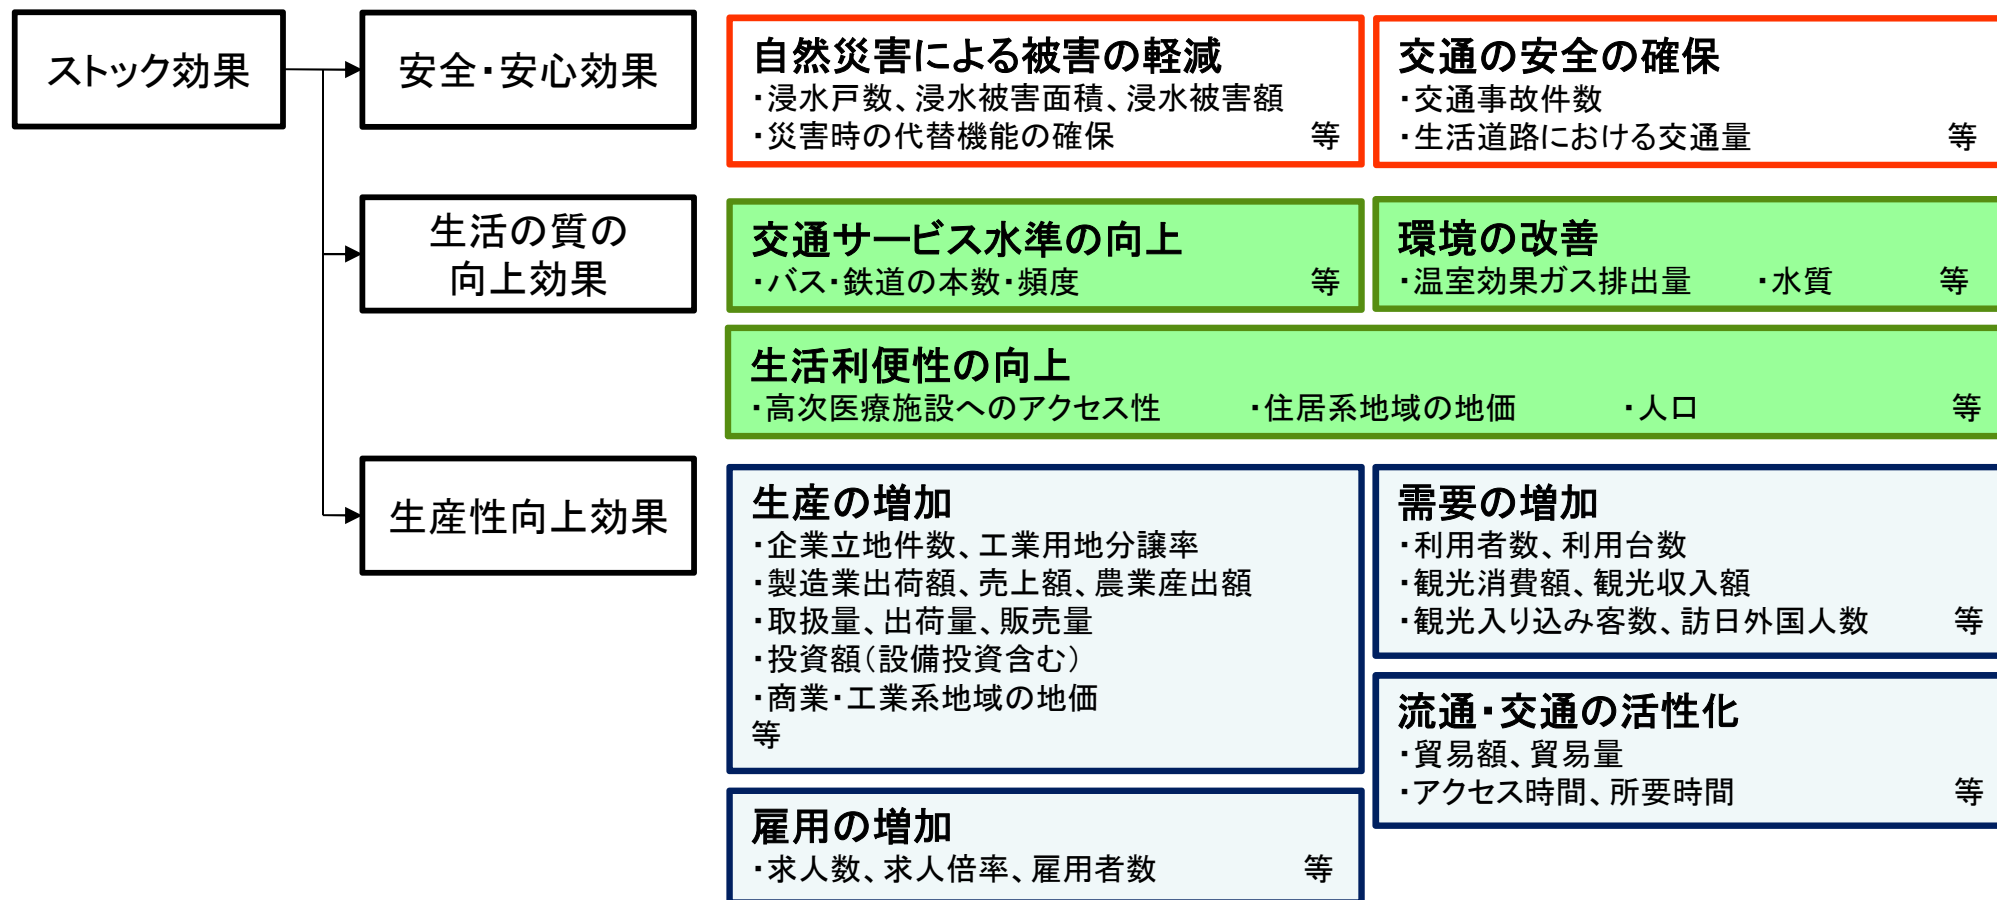 ストック効果
安全・安心効果
自然災害による被害の軽減
・浸水戸数、浸水被害面積、浸水被害額
・災害時の代替機能の確保 等
交通の安全の確保
・交通事故件数
・生活道路における交通量 等
生活の質の
向上効果
交通サービス水準の向上
・バス・鉄道の本数・頻度 等
環境の改善
・温室効果ガス排出量 ・水質 等
生活利便性の向上
・高次医療施設へのアクセス性 ・住居系地域の地価 ・人口 等
生産性向上効果
生産の増加
・企業立地件数、工業用地分譲率
・製造業出荷額、売上額、農業産出額
・取扱量、出荷量、販売量
・投資額（設備投資含む）
・商業・工業系地域の地価
等
需要の増加
・利用者数、利用台数
・観光消費額、観光収入額
・観光入り込み客数、訪日外国人数 等
流通・交通の活性化
・貿易額、貿易量
・アクセス時間、所要時間 等
雇用の増加
・求人数、求人倍率、雇用者数 等